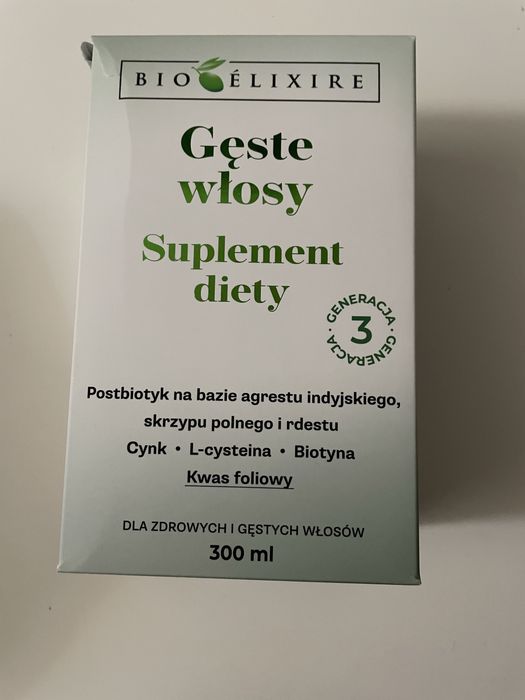 BIO ÉLIXIRE
Gęste
włosy
Suplement
diety
GENERACJA · GENERACJA ·
3
Postbiotyk na bazie agrestu indyjskiego,
skrzypu polnego i rdestu
Cynk • L-cysteina • Biotyna
Kwas foliowy
DLA ZDROWYCH I GĘSTYCH WŁOSÓW
300 ml